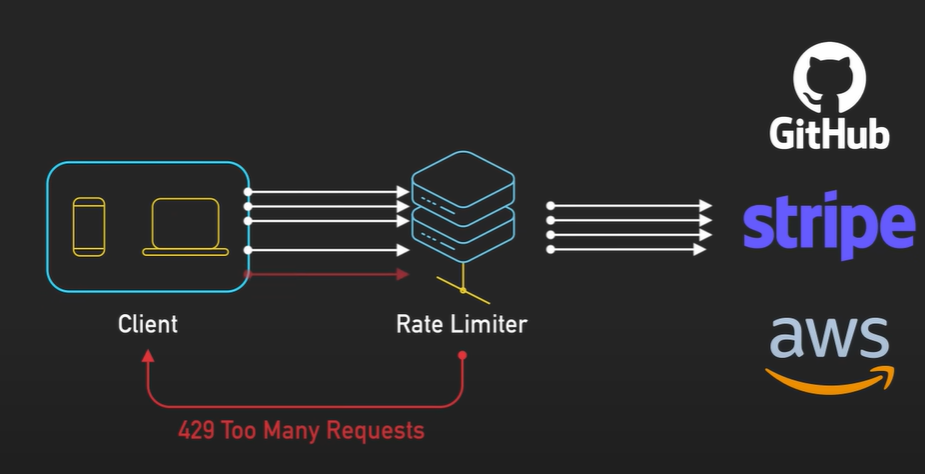 GitHub
stripe
aws
Client
Rate Limiter
429 Too Many Requests